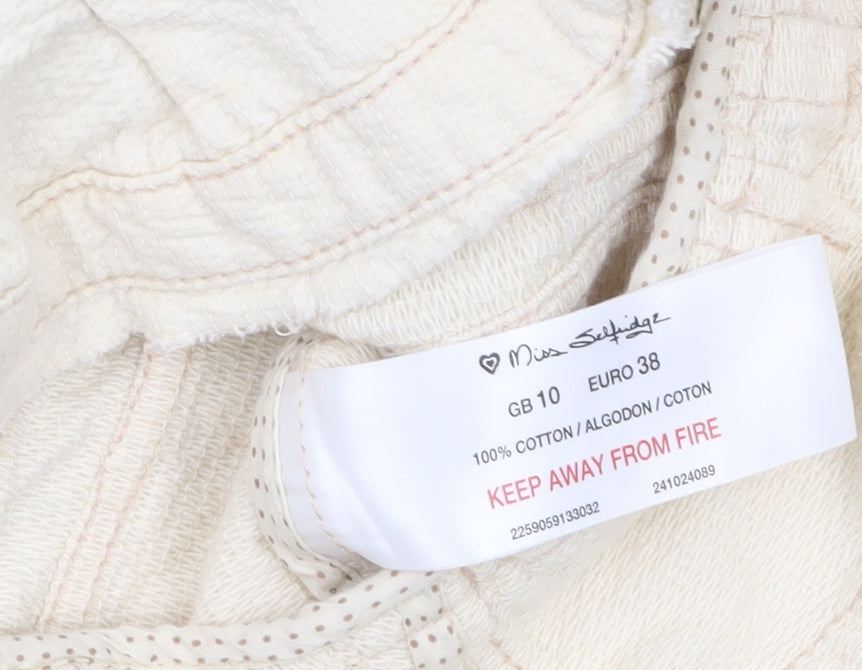 Miss Selfridge
GB 10 EURO 38
100% COTTON / ALGODON / COTON
KEEP AWAY FROM FIRE
2259059133032 241024089